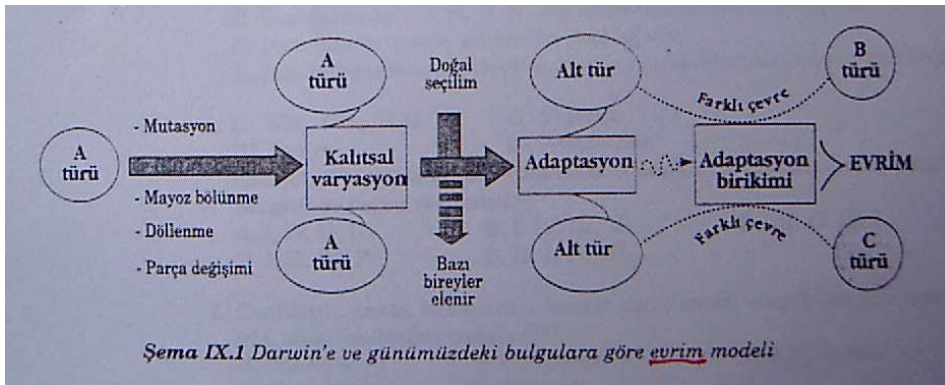 A
türü
- Mutasyon
- Mayoz bölünme
- Döllenme
- Parça değişimi
A
türü
Kalıtsal
varyasyon
A
türü
Doğal
seçilim
Bazı
bireyler
elenir
Alt tür
Adaptasyon
Alt tür
Farklı çevre
Adaptasyon
birikimi
Farklı çevre
B
türü
EVRİM
C
türü
Şema IX.1 Darwin'e ve günümüzdeki bulgulara göre evrim modeli